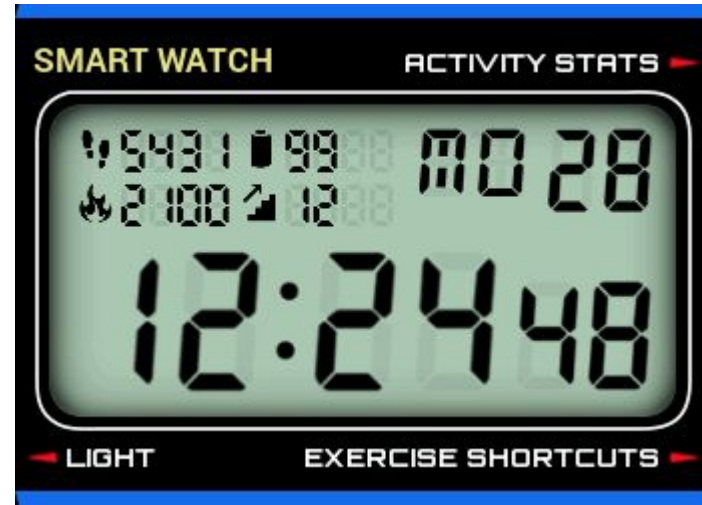 SMART WATCH
ACTIVITY STATS
5431 99
MO 28
2100 12
12:24 48
LIGHT
EXERCISE SHORTCUTS